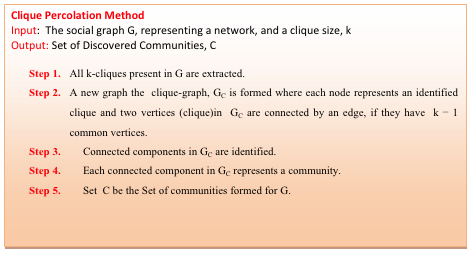 Clique Percolation Method
Input: The social graph G, representing a network, and a clique size, k
Output: Set of Discovered Communities, C
Step 1. All k-cliques present in G are extracted.
Step 2. A new graph the clique-graph, G_C is formed where each node represents an identified
clique and two vertices (clique)in G_C are connected by an edge, if they have k − 1
common vertices.
Step 3. Connected components in G_C are identified.
Step 4. Each connected component in G_C represents a community.
Step 5. Set C be the Set of communities formed for G.